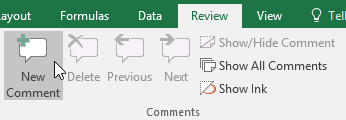 ayout Formulas Data Review View Tell
New Comment Delete Previous Next
Show/Hide Comment
Show All Comments
Show Ink
Comments